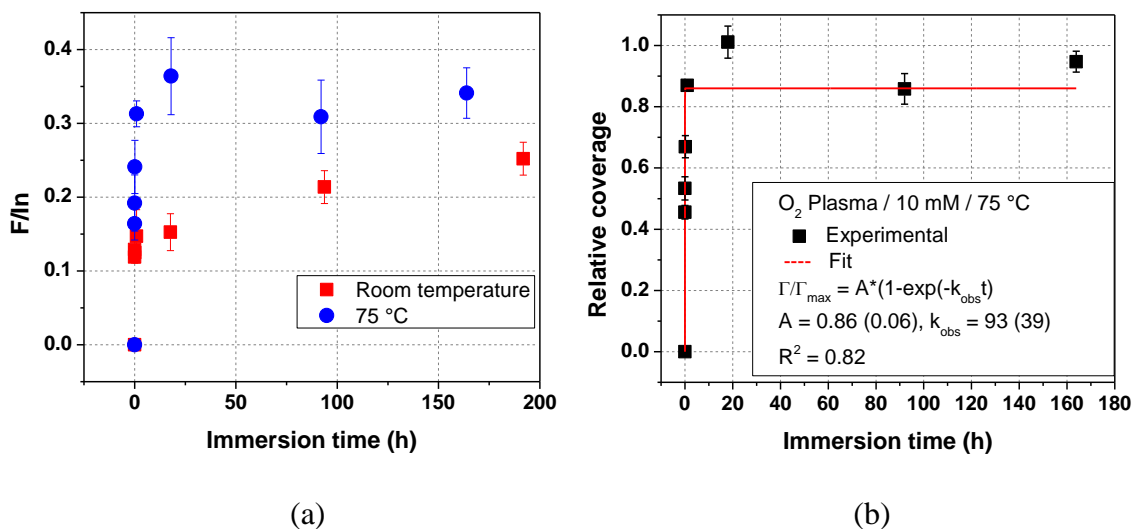 0.4
0.3
0.2
0.1
0.0
F/In
0 50 100 150 200
Immersion time (h)
Room temperature
75 °C
(a)
1.0
0.8
0.6
0.4
0.2
0.0
Relative coverage
0 20 40 60 80 100 120 140 160 180
Immersion time (h)
O₂ Plasma / 10 mM / 75 °C
Experimental
Fit
Γ/Γmax = A*(1-exp(-kobst)
A = 0.86 (0.06), kobs = 93 (39)
R² = 0.82
(b)